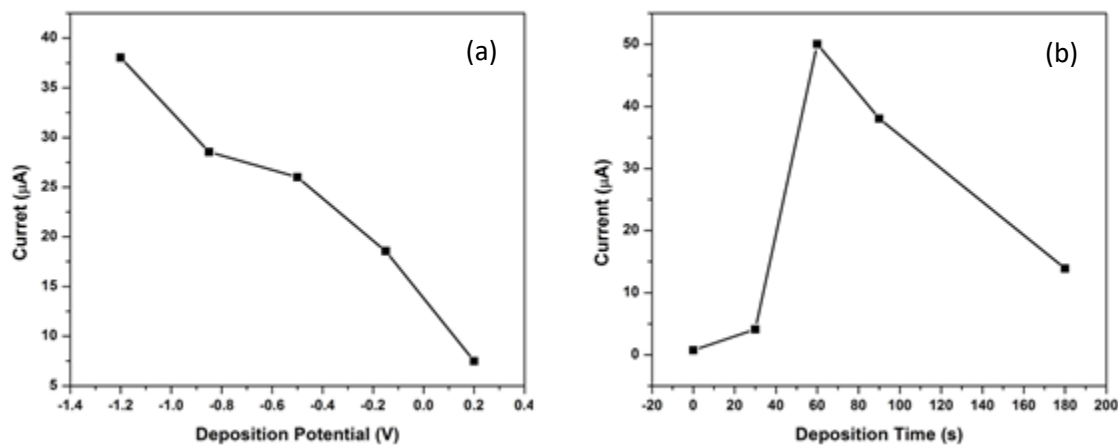 (a)
40
35
30
25
20
15
10
5
-1.4 -1.2 -1.0 -0.8 -0.6 -0.4 -0.2 0.0 0.2 0.4
Deposition Potential (V)
Curret (µA)
(b)
50
40
30
20
10
0
-20 0 20 40 60 80 100 120 140 160 180 200
Deposition Time (s)
Current (µA)